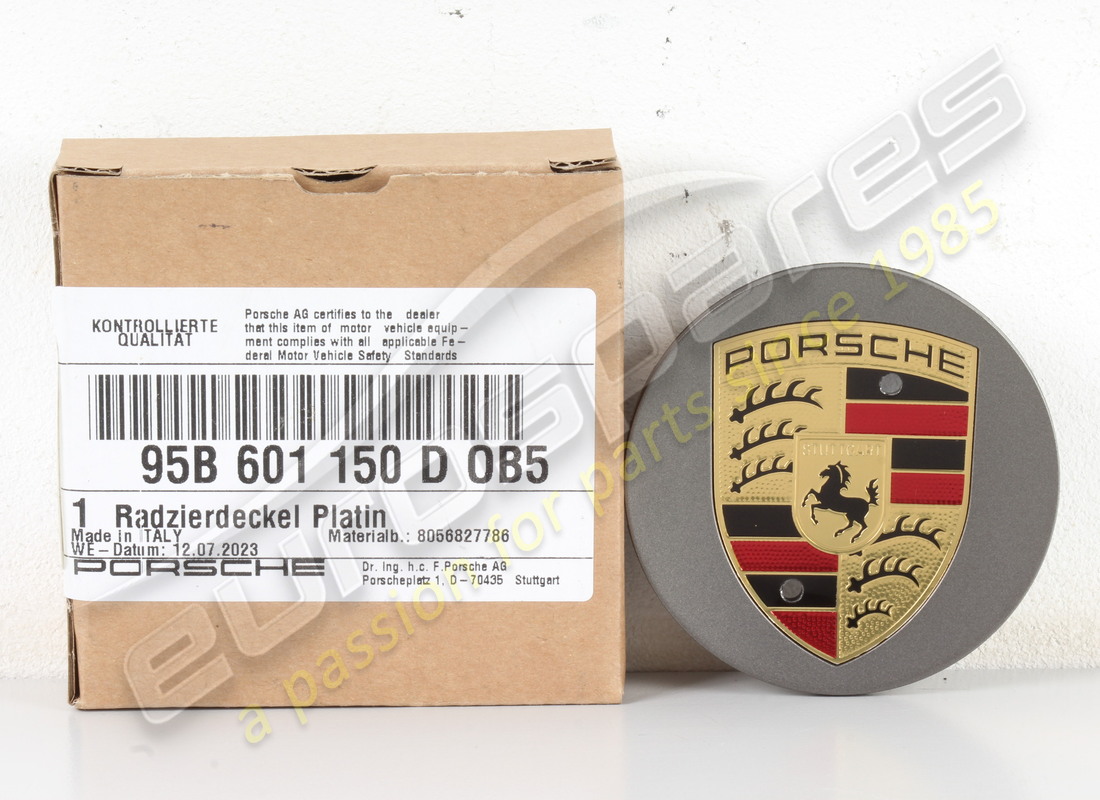 KONTROLLIERTE
QUALITAT
Porsche AG certifies to the dealer
that this item of motor vehicle equip-
ment complies with all applicable Fe-
deral Motor Vehicle Safety Standards
95B 601 150 D OB5
1 Radzierdeckel Platin
Made in ITALY Materialb.: 8056827786
WE-Datum: 12.07.2023
PORSCHE
Dr. Ing. h.c. F.Porsche AG
Porscheplatz 1, D-70435 Stuttgart
PORSCHE
STUTTGART
eurospares
a passion for parts since 1985